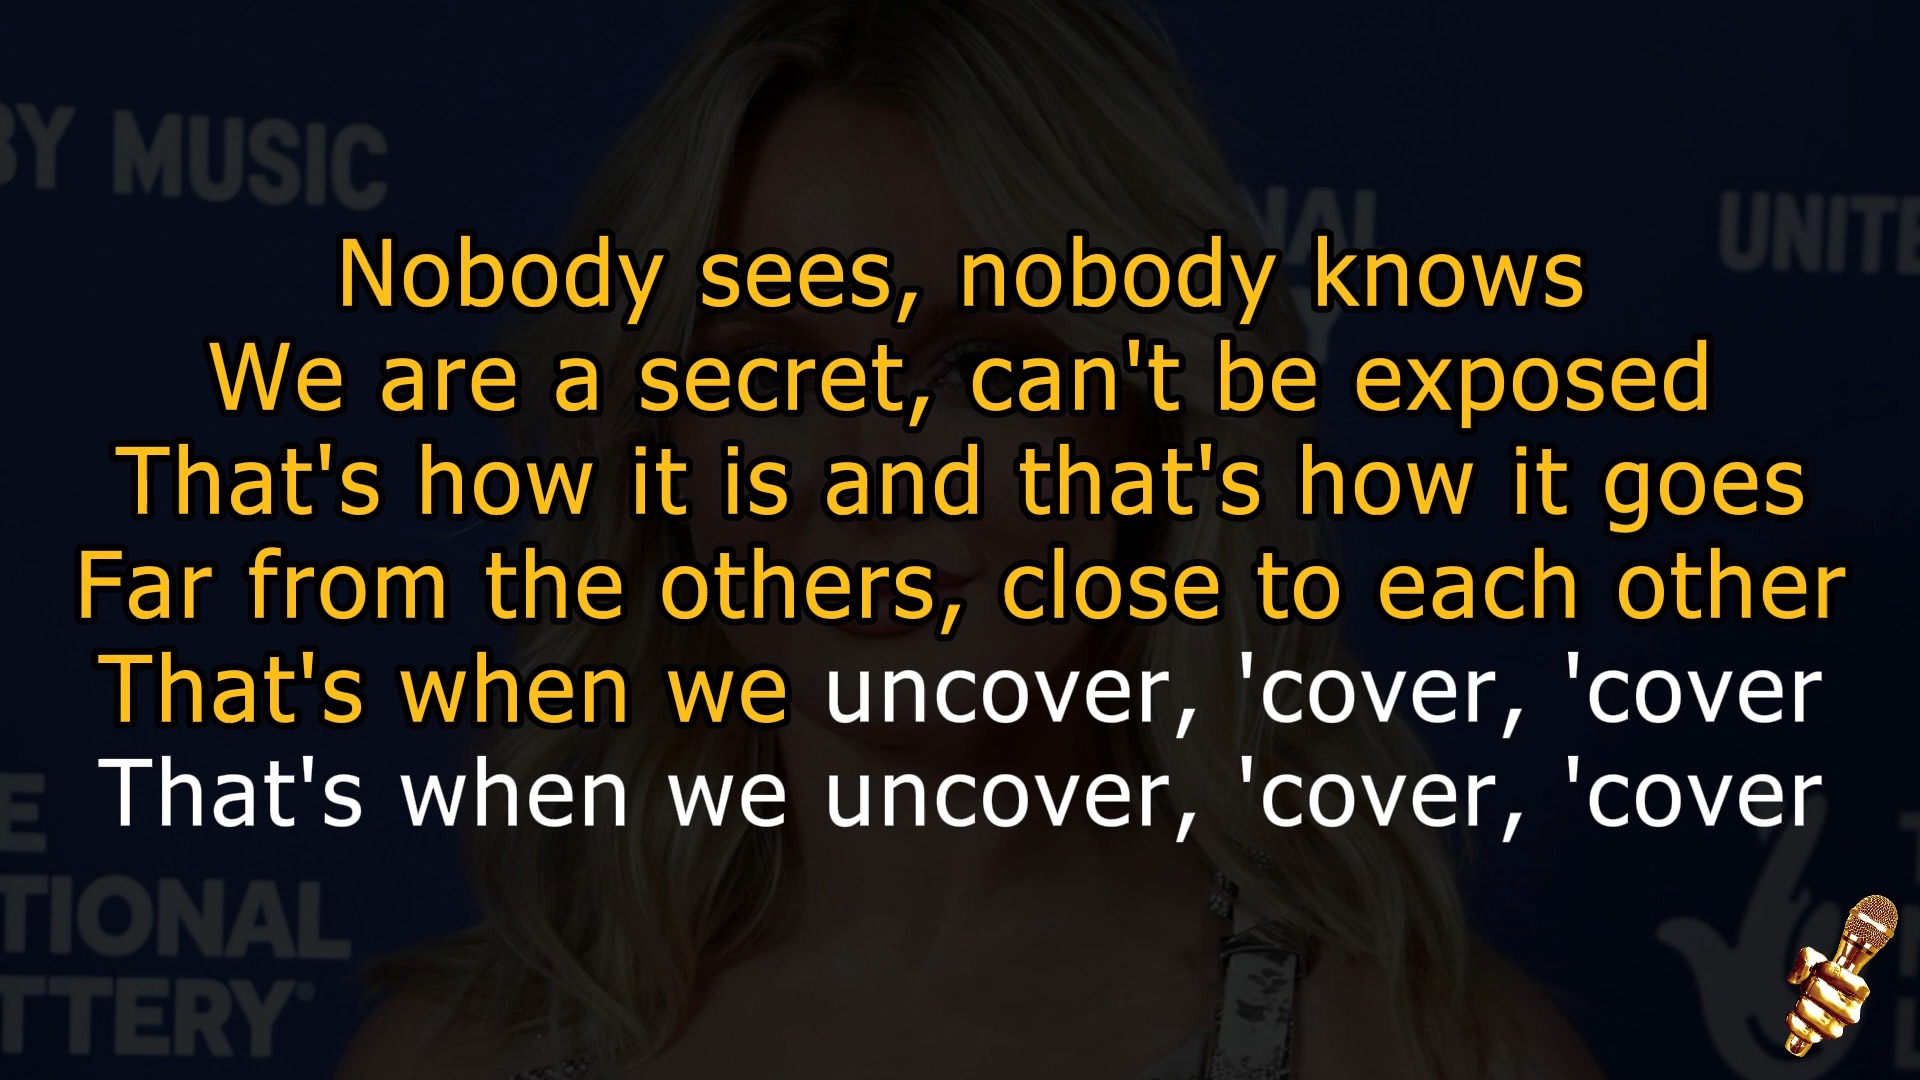 BY MUSIC
NAL
UNITE
Nobody sees, nobody knows
We are a secret, can't be exposed
That's how it is and that's how it goes
Far from the others, close to each other
That's when we uncover, 'cover, 'cover
That's when we uncover, 'cover, 'cover
E
TIONAL
TTERY